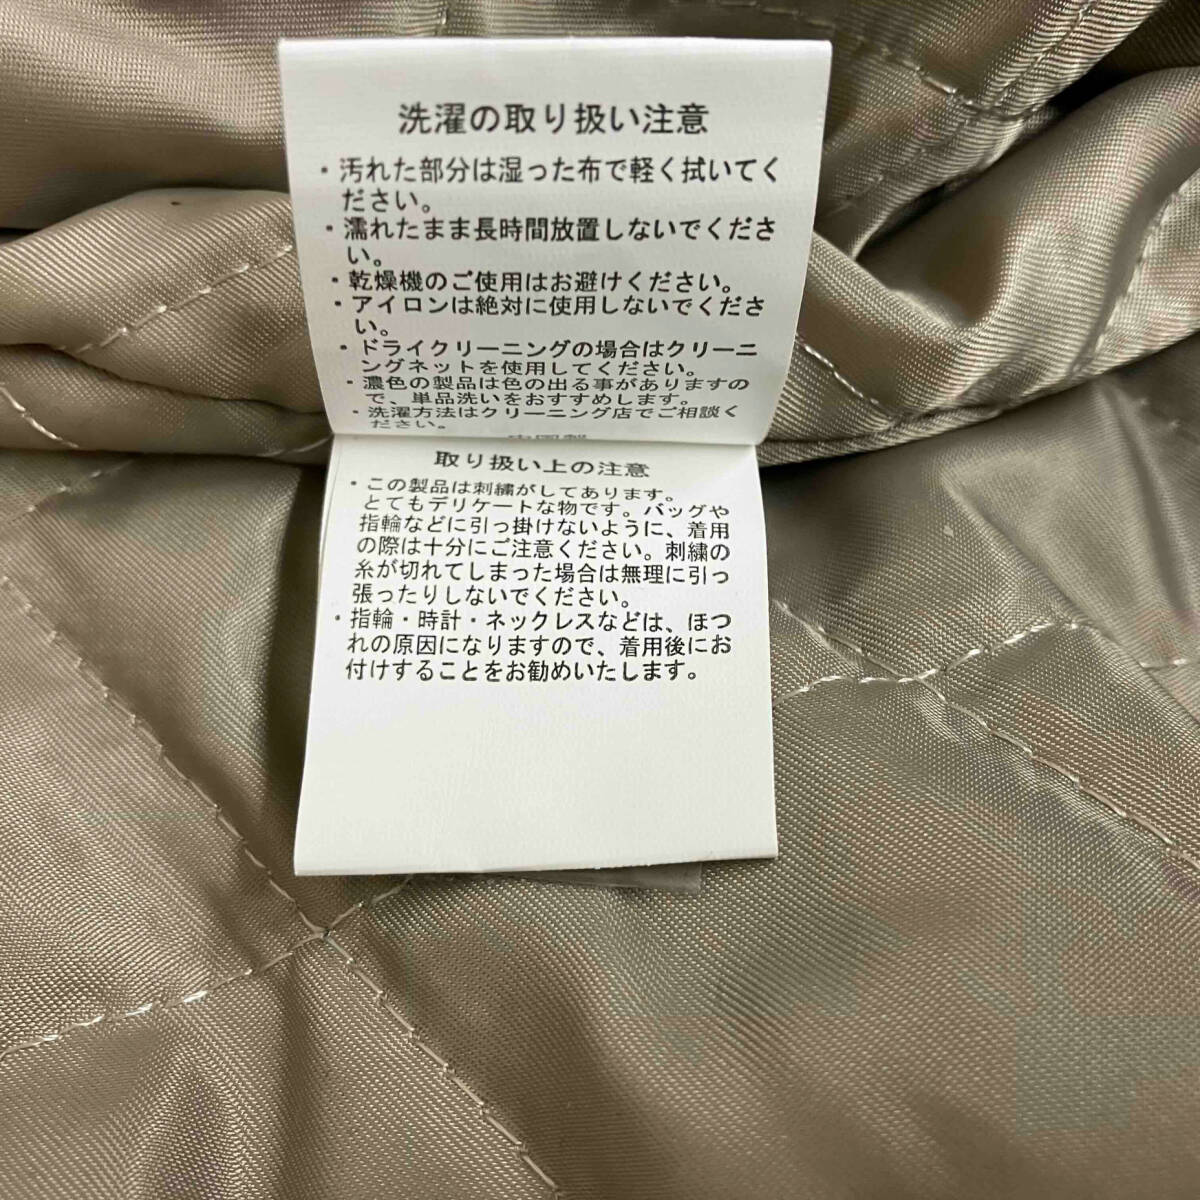 洗濯の取り扱い注意
・汚れた部分は湿った布で軽く拭いてく
ださい。
・濡れたまま長時間放置しないでくださ
い。
・乾燥機のご使用はお避けください。
・アイロンは絶対に使用しないでくださ
い。
・ドライクリーニングの場合はクリーニ
ングネットを使用してください。
・濃色の製品は色の出る事がありますの
で、単品洗いをおすすめします。
・洗濯方法はクリーニング店でご相談く
ださい。
中国製
取り扱い上の注意
・この製品は刺繍がしてあります。
とてもデリケートな物です。バッグや
指輪などに引っ掛けないように、着用
の際は十分にご注意ください。刺繍の
糸が切れてしまった場合は無理に引っ
張ったりしないでください。
・指輪・時計・ネックレスなどは、ほつ
れの原因になりますので、着用後にお
付けすることをお勧めいたします。